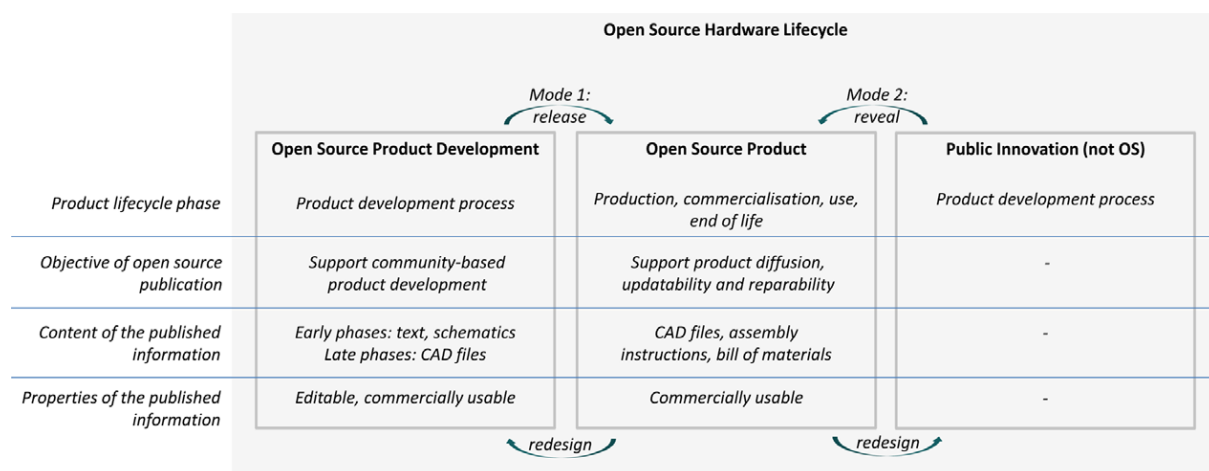 Open Source Hardware Lifecycle
Mode 1:
release
Mode 2:
reveal
Open Source Product Development
Open Source Product
Public Innovation (not OS)
Product lifecycle phase
Product development process
Production, commercialisation, use,
end of life
Product development process
Objective of open source
publication
Support community-based
product development
Support product diffusion,
updatability and reparability
-
Content of the published
information
Early phases: text, schematics
Late phases: CAD files
CAD files, assembly
instructions, bill of materials
-
Properties of the published
information
Editable, commercially usable
Commercially usable
-
redesign
redesign